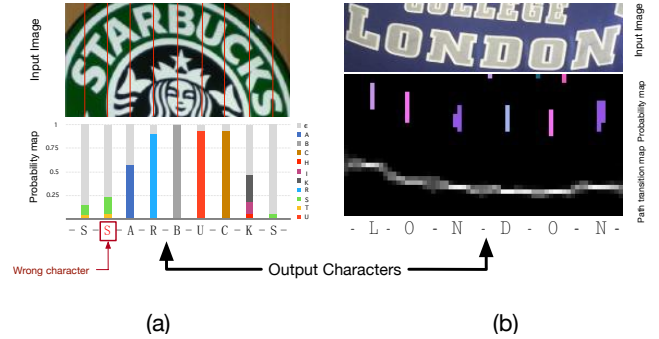 Input Image
STARBUCKS
Probability map
1
0.75
0.5
0.25
ϵ
A
B
C
H
I
K
R
S
T
U
- S - S - A - R - B - U - C - K - S -
Wrong character
Output Characters
(a)
COLLEGE
LONDON
Input Image
Probability map
Path transition map
- L - O - N - D - O - N -
(b)